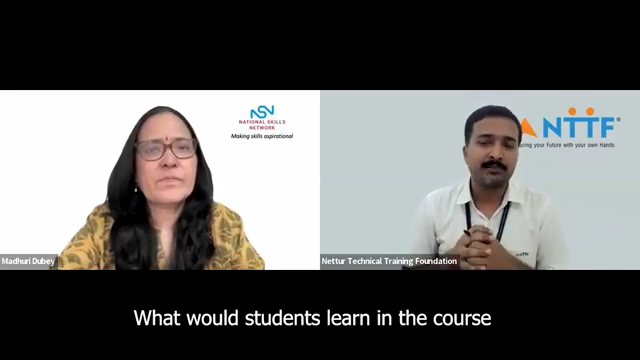 NSN
NATIONAL SKILLS
NETWORK
Making skills aspirational
NTTF®
uring your Future with your own Hands
Madhuri Dubey
Nettur Technical Training Foundation
What would students learn in the course